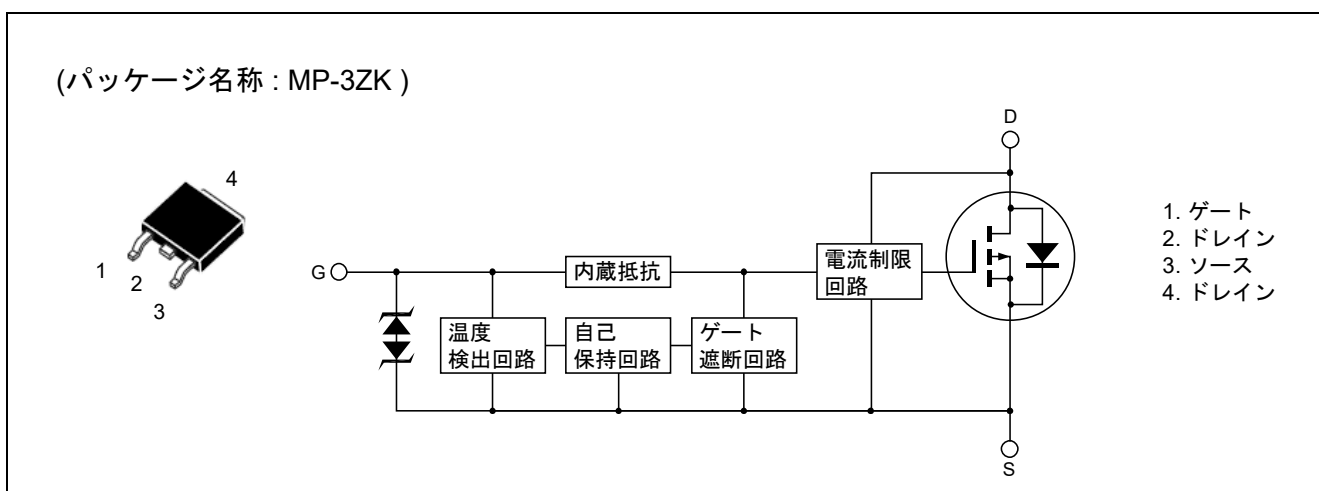 (パッケージ名称 : MP-3ZK )
4
1
2
3
D
G
内蔵抵抗
電流制限
回路
温度
検出回路
自己
保持回路
ゲート
遮断回路
S
1. ゲート
2. ドレイン
3. ソース
4. ドレイン